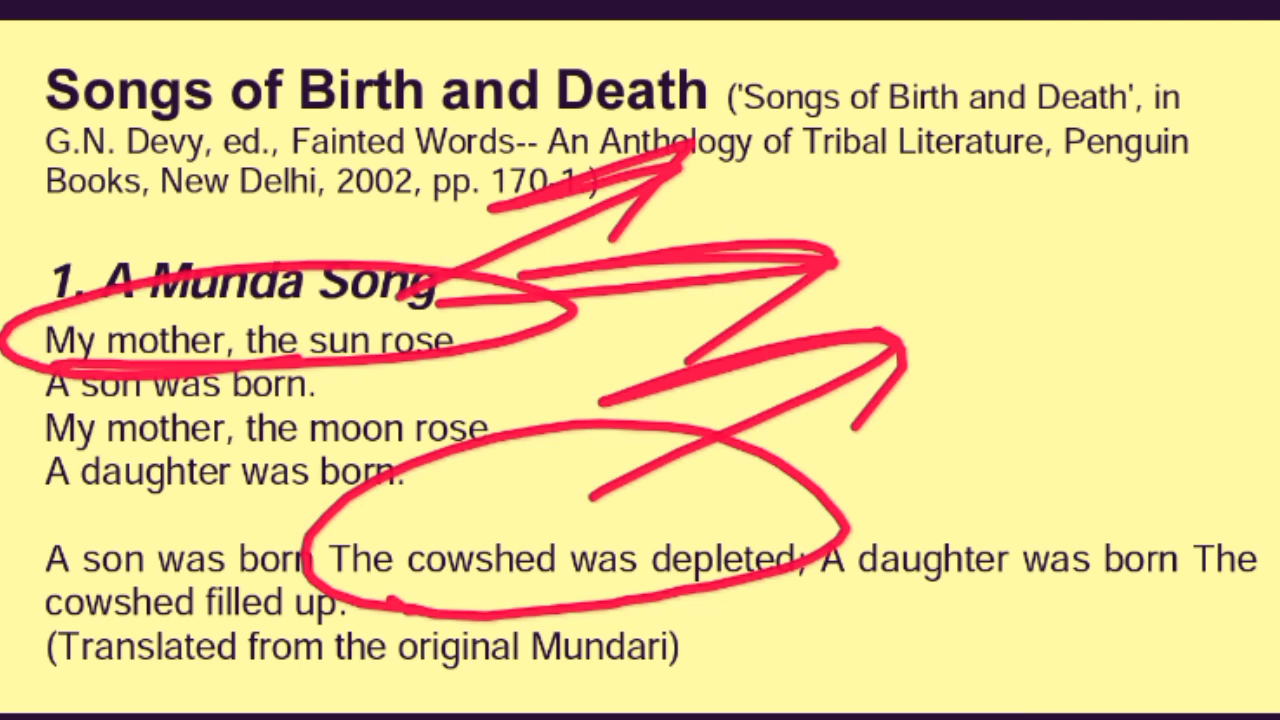 Songs of Birth and Death ('Songs of Birth and Death', in
G.N. Devy, ed., Fainted Words-- An Anthology of Tribal Literature, Penguin
Books, New Delhi, 2002, pp. 170-1.)
1. A Munda Song
My mother, the sun rose
A son was born.
My mother, the moon rose
A daughter was born.
A son was born The cowshed was depleted; A daughter was born The
cowshed filled up.
(Translated from the original Mundari)